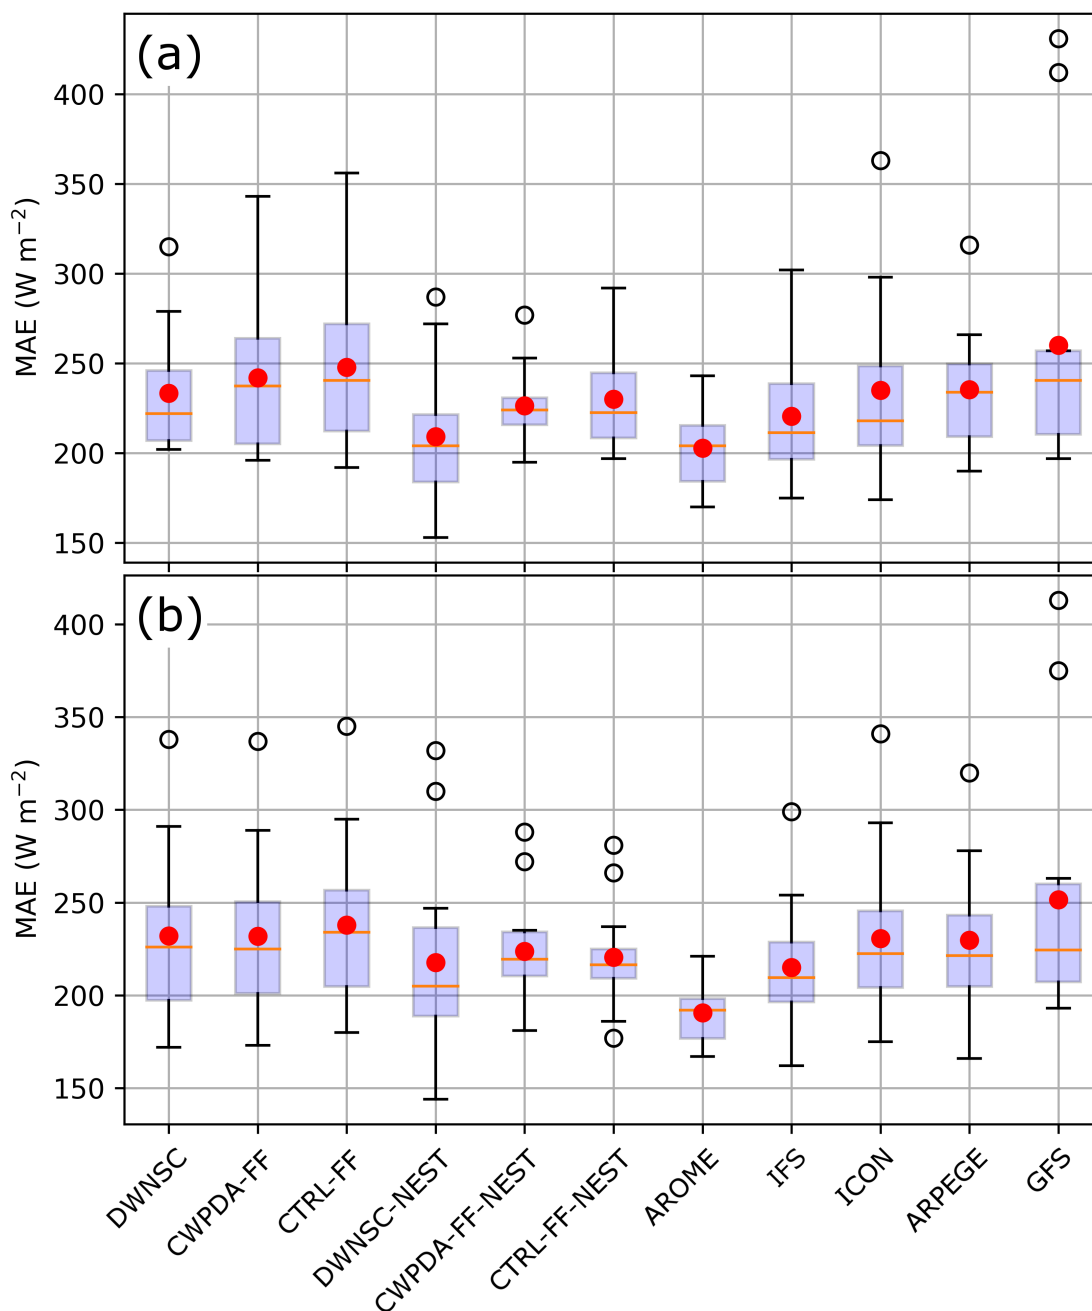 (a)
400
350
300
250
200
150
MAE (W m⁻²)
(b)
400
350
300
250
200
150
MAE (W m⁻²)
DWNSC
CWPDA-FF
CTRL-FF
DWNSC-NEST
CWPDA-FF-NEST
CTRL-FF-NEST
AROME
IFS
ICON
ARPEGE
GFS